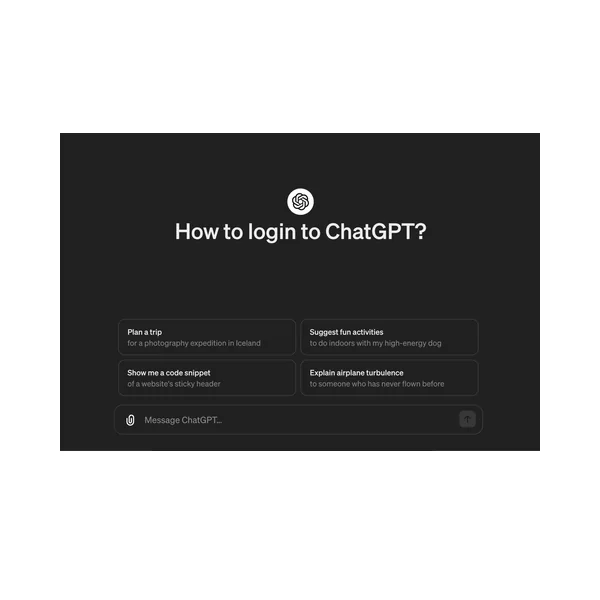 How to login to ChatGPT?
Plan a trip
for a photography expedition in Iceland
Suggest fun activities
to do indoors with my high-energy dog
Show me a code snippet
of a website's sticky header
Explain airplane turbulence
to someone who has never flown before
Message ChatGPT...